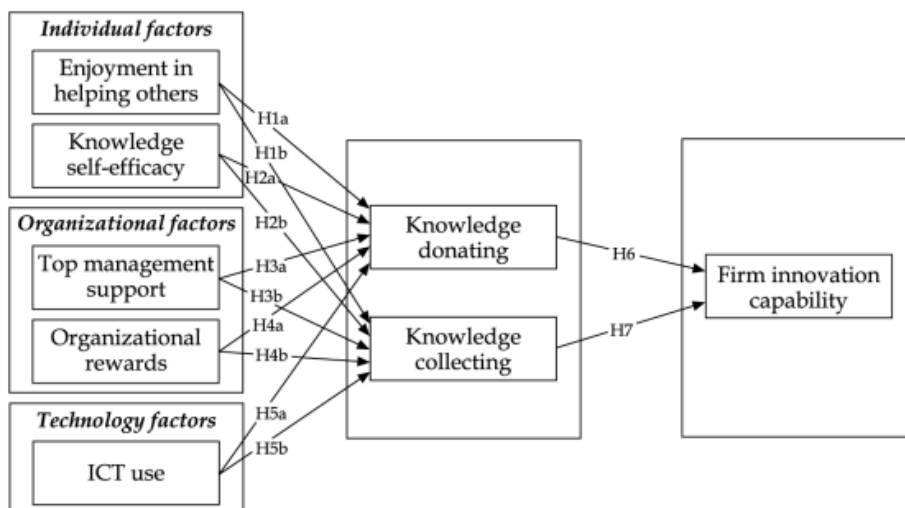 Individual factors
Enjoyment in
helping others
Knowledge
self-efficacy
Organizational factors
Top management
support
Organizational
rewards
Technology factors
ICT use
H1a
H1b
H2a
H2b
H3a
H3b
H4a
H4b
H5a
H5b
Knowledge
donating
Knowledge
collecting
H6
H7
Firm innovation
capability